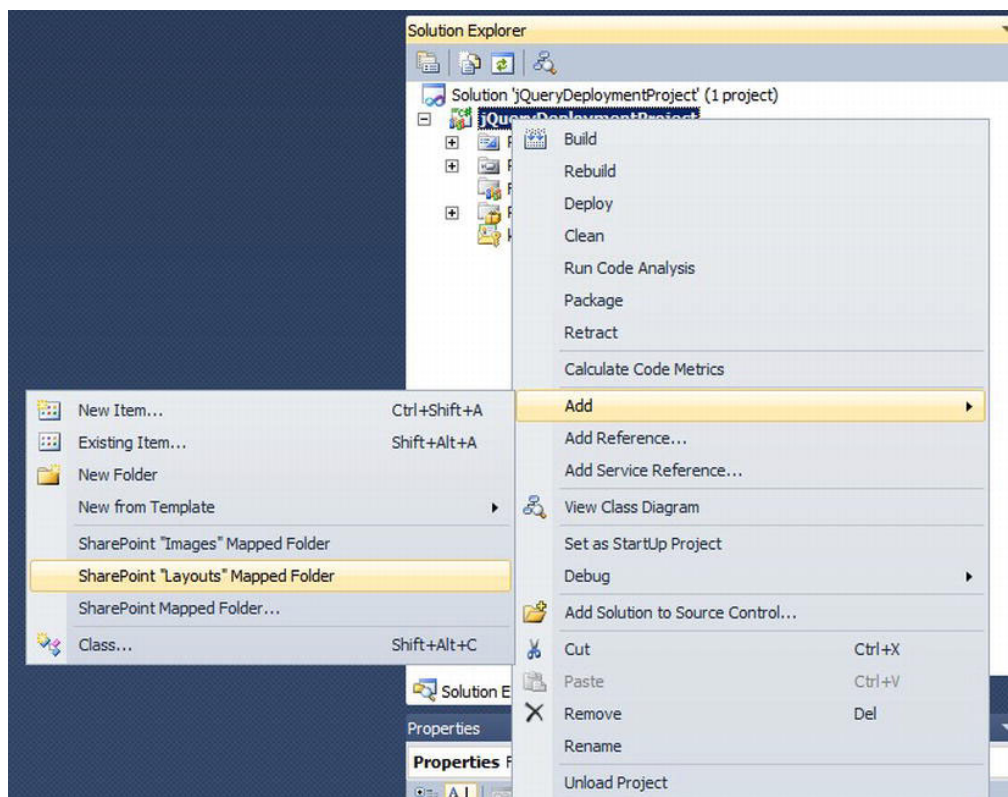 Solution Explorer
Solution 'jQueryDeploymentProject' (1 project)
jQueryDeploymentProject
Build
Rebuild
Deploy
Clean
Run Code Analysis
Package
Retract
Calculate Code Metrics
Add
Add Reference...
Add Service Reference...
View Class Diagram
Set as StartUp Project
Debug
Add Solution to Source Control...
Cut Ctrl+X
Paste Ctrl+V
Remove Del
Rename
Unload Project
New Item... Ctrl+Shift+A
Existing Item... Shift+Alt+A
New Folder
New from Template
SharePoint "Images" Mapped Folder
SharePoint "Layouts" Mapped Folder
SharePoint Mapped Folder...
Class... Shift+Alt+C
Solution E
Properties
Properties